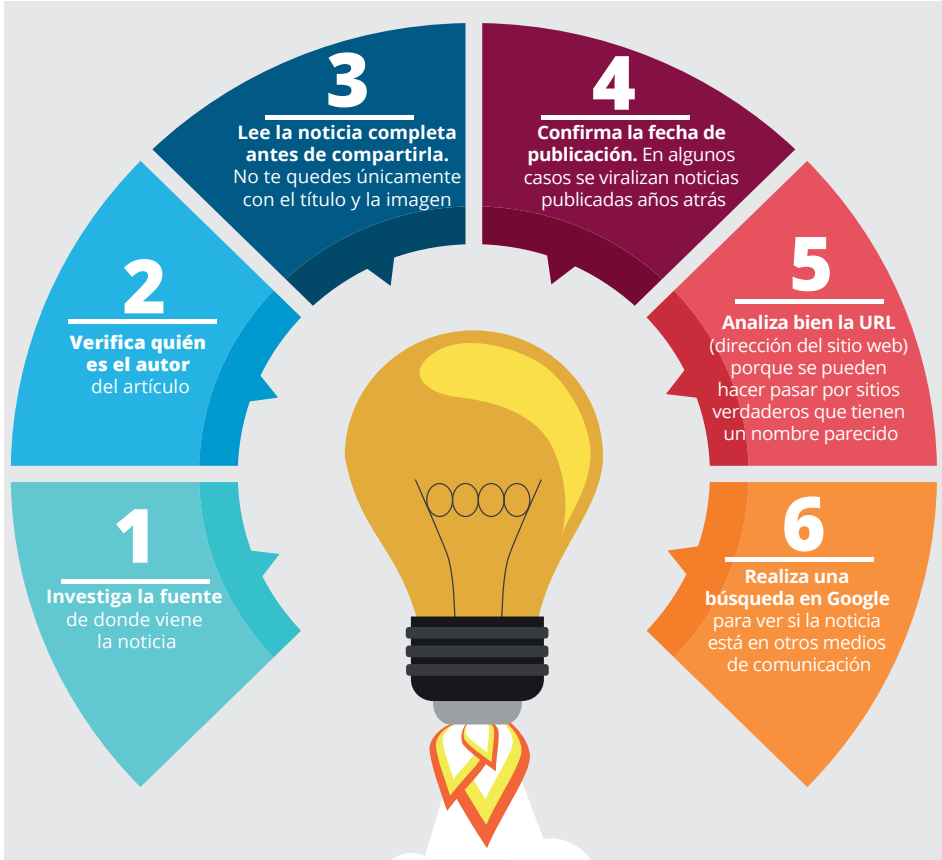 1
Investiga la fuente
de donde viene
la noticia
2
Verifica quién
es el autor
del artículo
3
Lee la noticia completa
antes de compartirla.
No te quedes únicamente
con el título y la imagen
4
Confirma la fecha de
publicación. En algunos
casos se viralizan noticias
publicadas años atrás
5
Analiza bien la URL
(dirección del sitio web)
porque se pueden
hacer pasar por sitios
verdaderos que tienen
un nombre parecido
6
Realiza una
búsqueda en Google
para ver si la noticia
está en otros medios
de comunicación